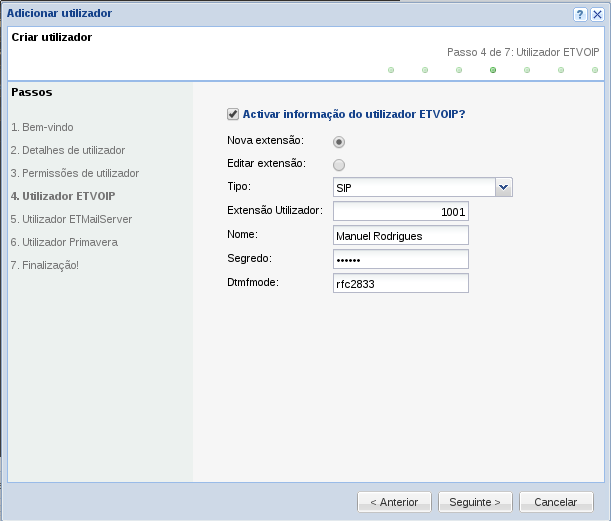 Adicionar utilizador
Criar utilizador
Passo 4 de 7: Utilizador ETVOIP
Passos
1. Bem-vindo
2. Detalhes de utilizador
3. Permissões de utilizador
4. Utilizador ETVOIP
5. Utilizador ETMailServer
6. Utilizador Primavera
7. Finalização!
Activar informação do utilizador ETVOIP?
Nova extensão:
Editar extensão:
Tipo: SIP
Extensão Utilizador: 1001
Nome: Manuel Rodrigues
Segredo: ••••••
Dtmfmode: rfc2833
< Anterior Seguinte > Cancelar